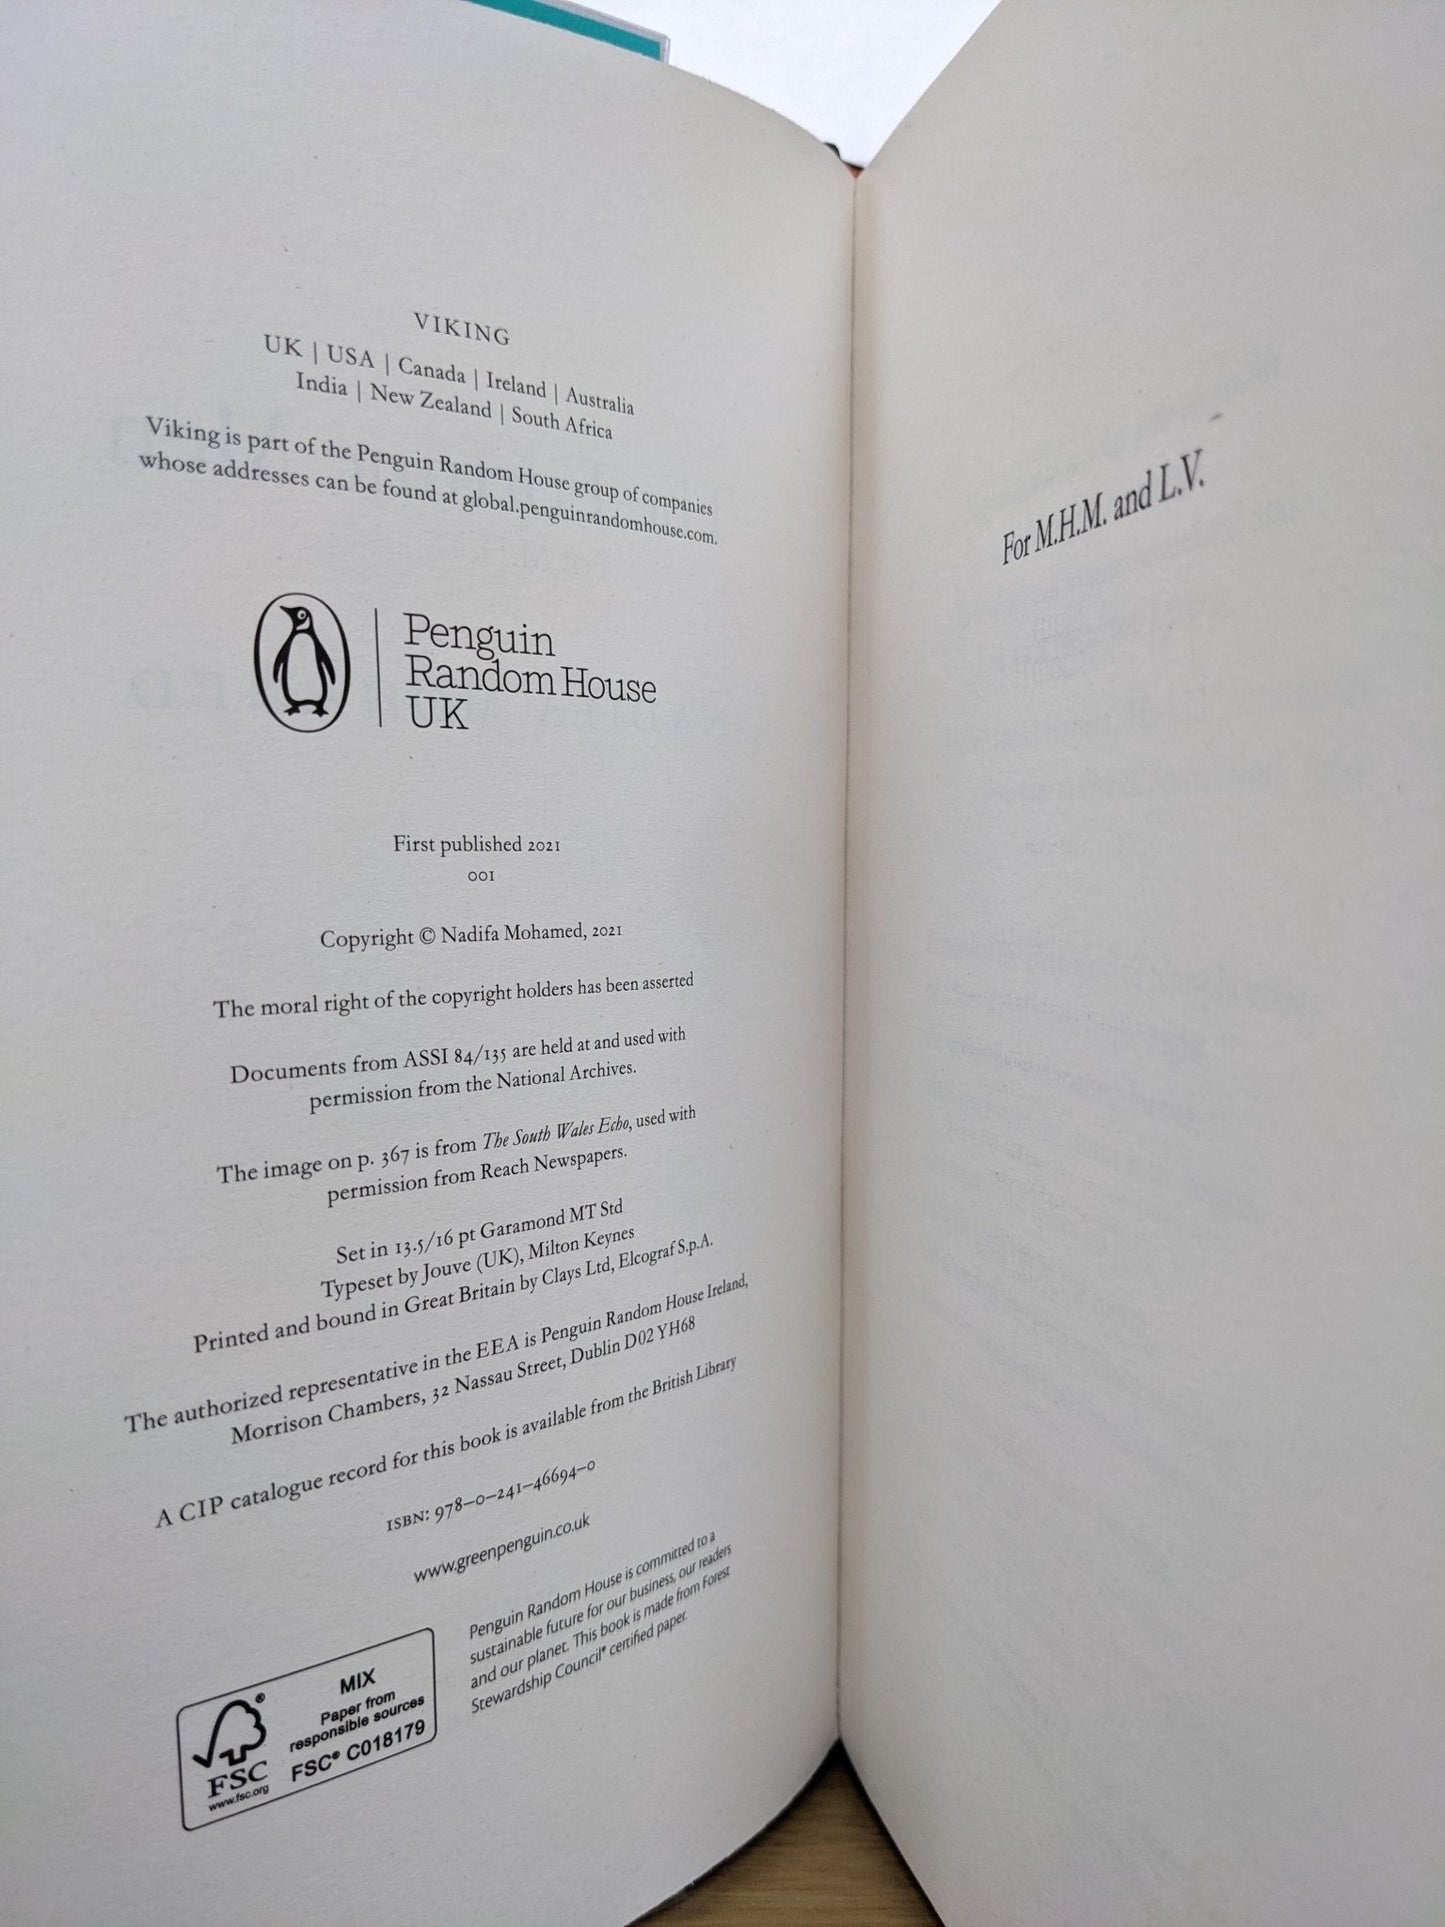 VIKING
UK | USA | Canada | Ireland | Australia
India | New Zealand | South Africa
Viking is part of the Penguin Random House group of companies
whose addresses can be found at global.penguinrandomhouse.com.
Penguin
Random House
UK
First published 2021
001
Copyright © Nadifa Mohamed, 2021
The moral right of the copyright holders has been asserted
Documents from ASSI 84/135 are held at and used with
permission from the National Archives.
The image on p. 367 is from The South Wales Echo, used with
permission from Reach Newspapers.
Set in 13.5/16 pt Garamond MT Std
Typeset by Jouve (UK), Milton Keynes
Printed and bound in Great Britain by Clays Ltd, Elcograf S.p.A.
The authorized representative in the EEA is Penguin Random House Ireland,
Morrison Chambers, 32 Nassau Street, Dublin D02 YH68
A CIP catalogue record for this book is available from the British Library
ISBN: 978–0–241–46694–0
www.greenpenguin.co.uk
Penguin Random House is committed to a
sustainable future for our business, our readers
and our planet. This book is made from Forest
Stewardship Council® certified paper.
®
FSC
www.fsc.org
MIX
Paper from
responsible sources
FSC® C018179
For M.H.M. and L.V.